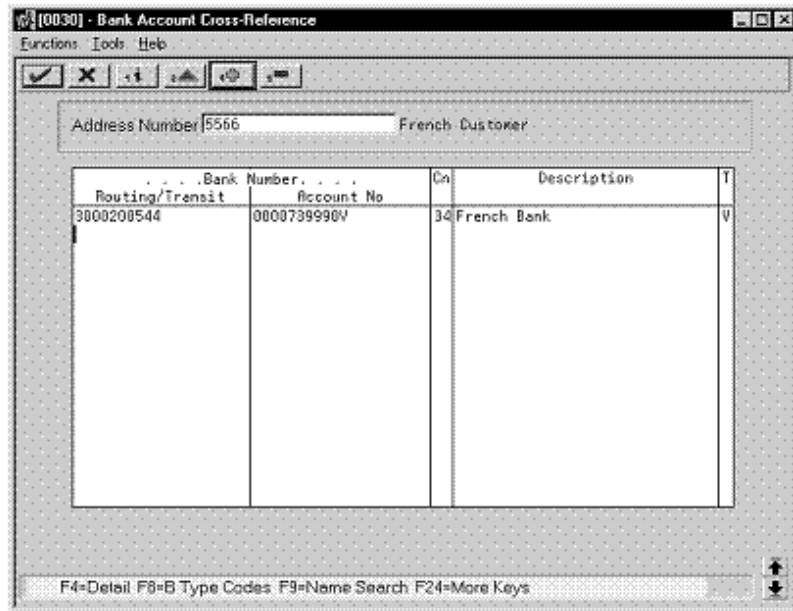 [0030] - Bank Account Cross-Reference
Functions Tools Help
Address Number 5566 French Customer
. . . .Bank Number. . . . Cn Description T
Routing/Transit Account No
3000200544 0000739990V 34 French Bank V
F4=Detail F8=B Type Codes F9=Name Search F24=More Keys